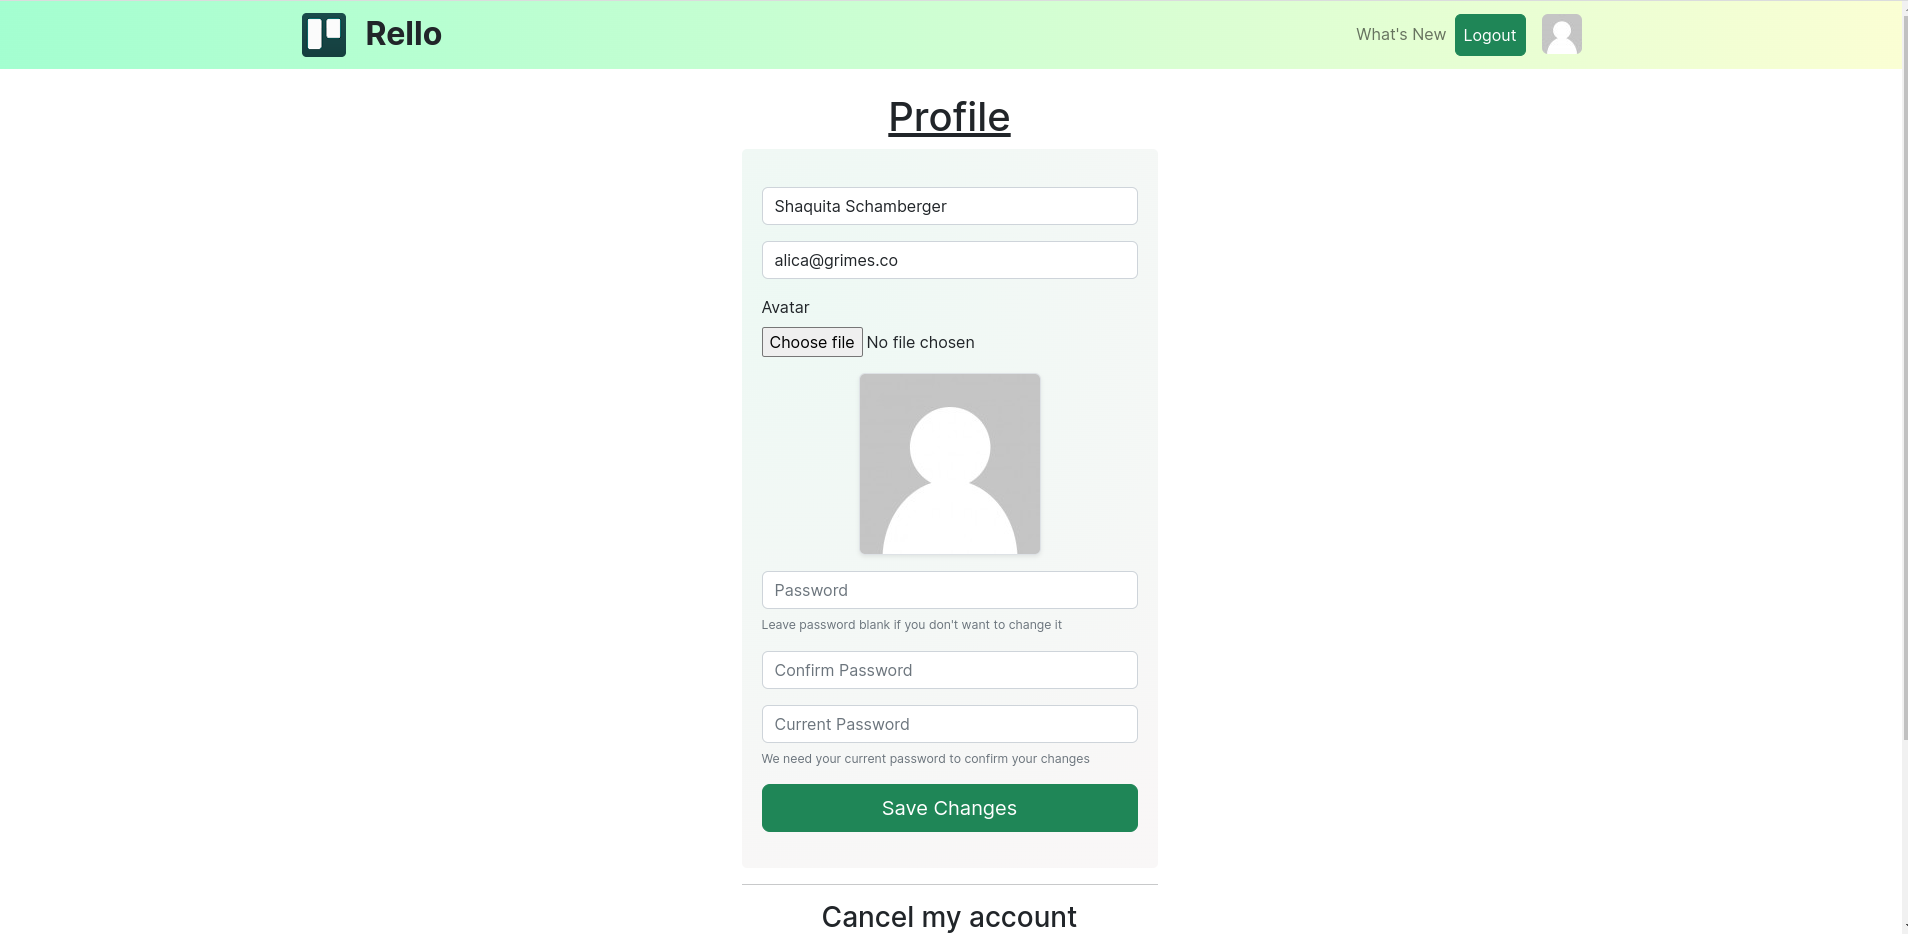 Rello
What's New
Logout
Profile
Shaquita Schamberger
alica@grimes.co
Avatar
Choose file No file chosen
Password
Leave password blank if you don't want to change it
Confirm Password
Current Password
We need your current password to confirm your changes
Save Changes
Cancel my account